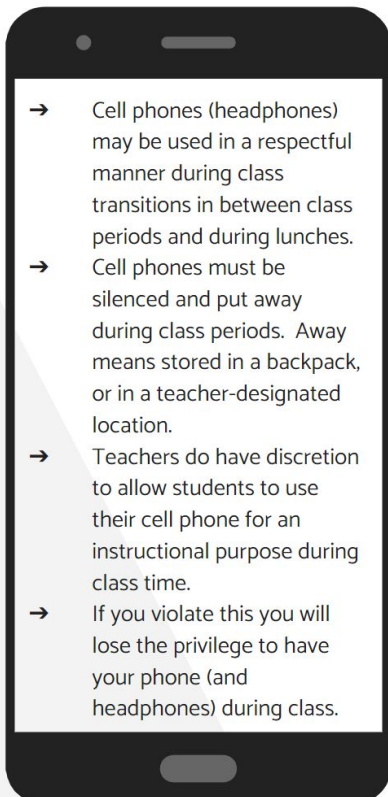 ➔ Cell phones (headphones)
may be used in a respectful
manner during class
transitions in between class
periods and during lunches.
➔ Cell phones must be
silenced and put away
during class periods.  Away
means stored in a backpack,
or in a teacher-designated
location.
➔ Teachers do have discretion
to allow students to use
their cell phone for an
instructional purpose during
class time.
➔ If you violate this you will
lose the privilege to have
your phone (and
headphones) during class.